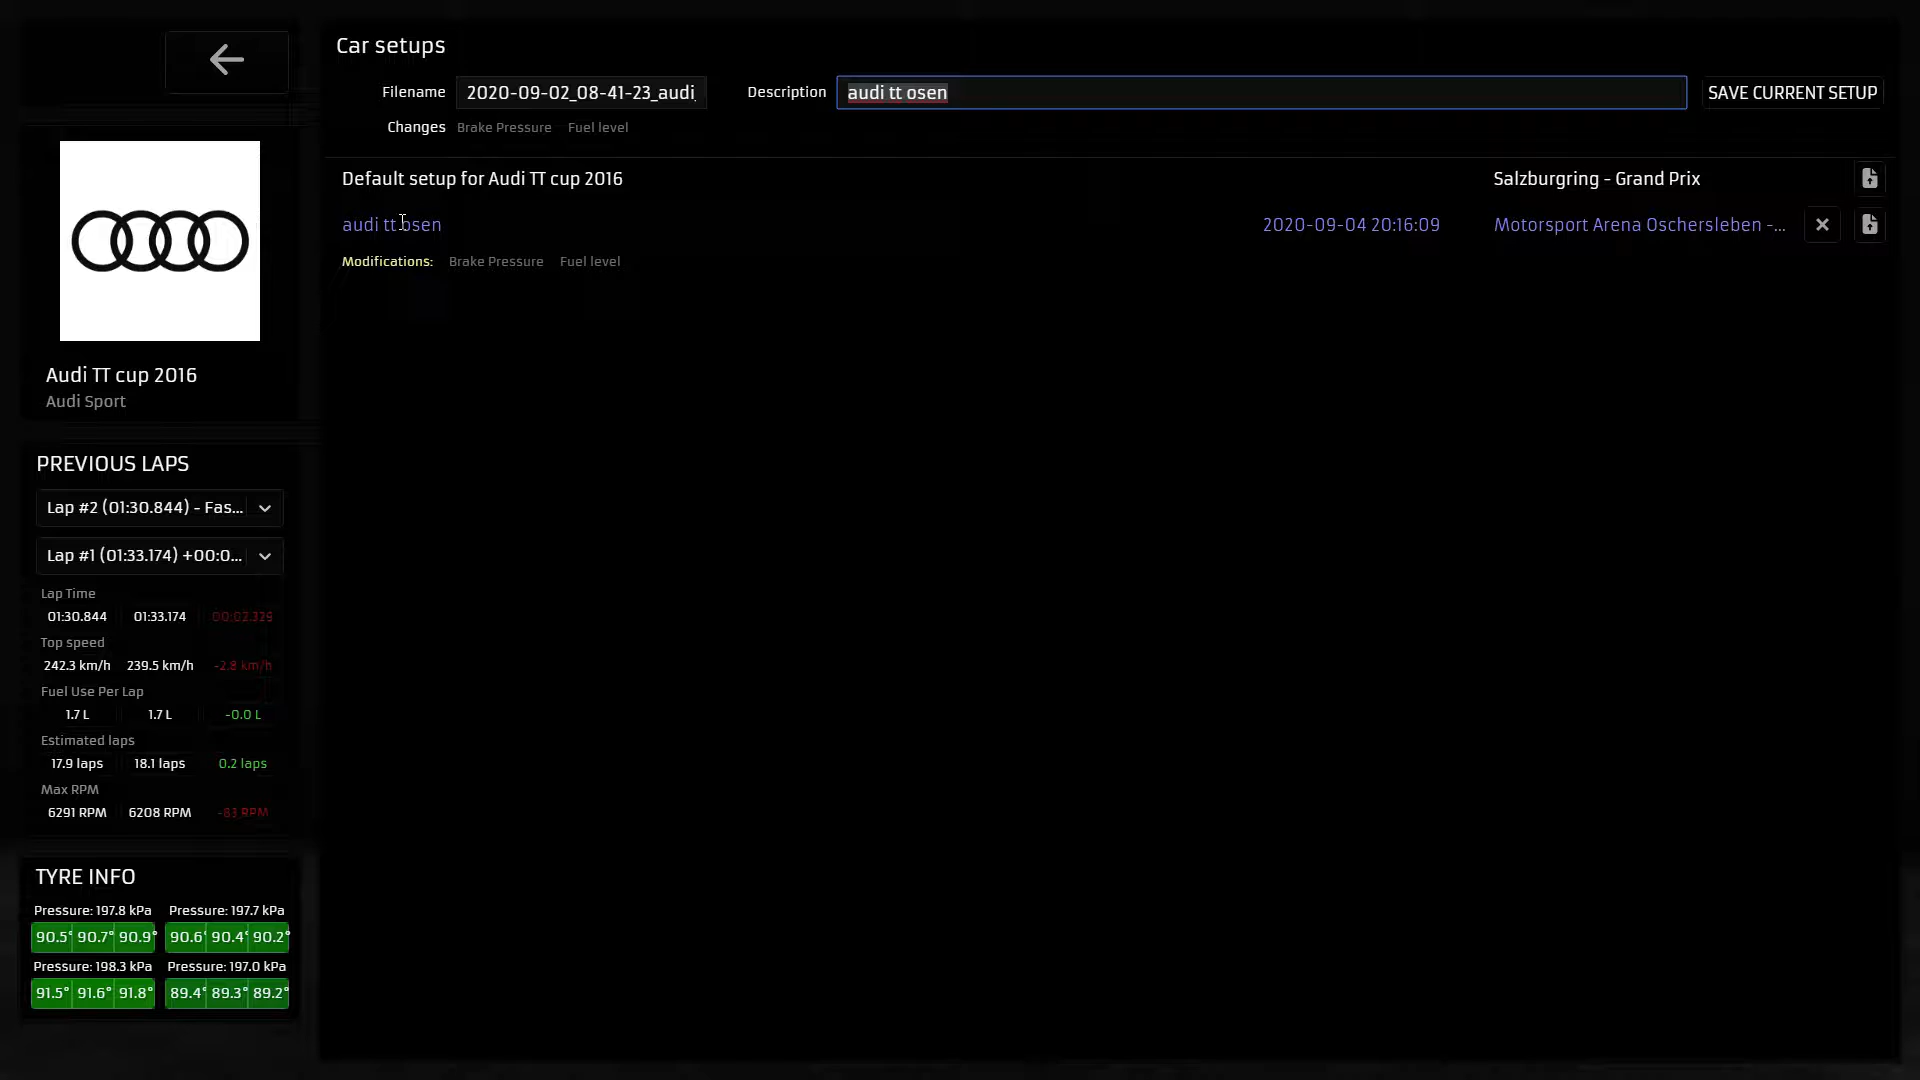 Car setups
Filename 2020-09-02_08-41-23_audi_ Description audi tt osen SAVE CURRENT SETUP
Changes Brake Pressure Fuel level
Default setup for Audi TT cup 2016 Salzburgring - Grand Prix
audi tt osen 2020-09-04 20:16:09 Motorsport Arena Oschersleben -...
Modifications: Brake Pressure Fuel level
Audi TT cup 2016
Audi Sport
PREVIOUS LAPS
Lap #2 (01:30.844) - Fas...
Lap #1 (01:33.174) +00:0...
Lap Time
01:30.844 01:33.174 00:02.329
Top speed
242.3 km/h 239.5 km/h -2.8 km/h
Fuel Use Per Lap
1.7 L 1.7 L -0.0 L
Estimated laps
17.9 laps 18.1 laps 0.2 laps
Max RPM
6291 RPM 6208 RPM -83 RPM
TYRE INFO
Pressure: 197.8 kPa Pressure: 197.7 kPa
90.5° 90.7° 90.9° 90.6° 90.4° 90.2°
Pressure: 198.3 kPa Pressure: 197.0 kPa
91.5° 91.6° 91.8° 89.4° 89.3° 89.2°